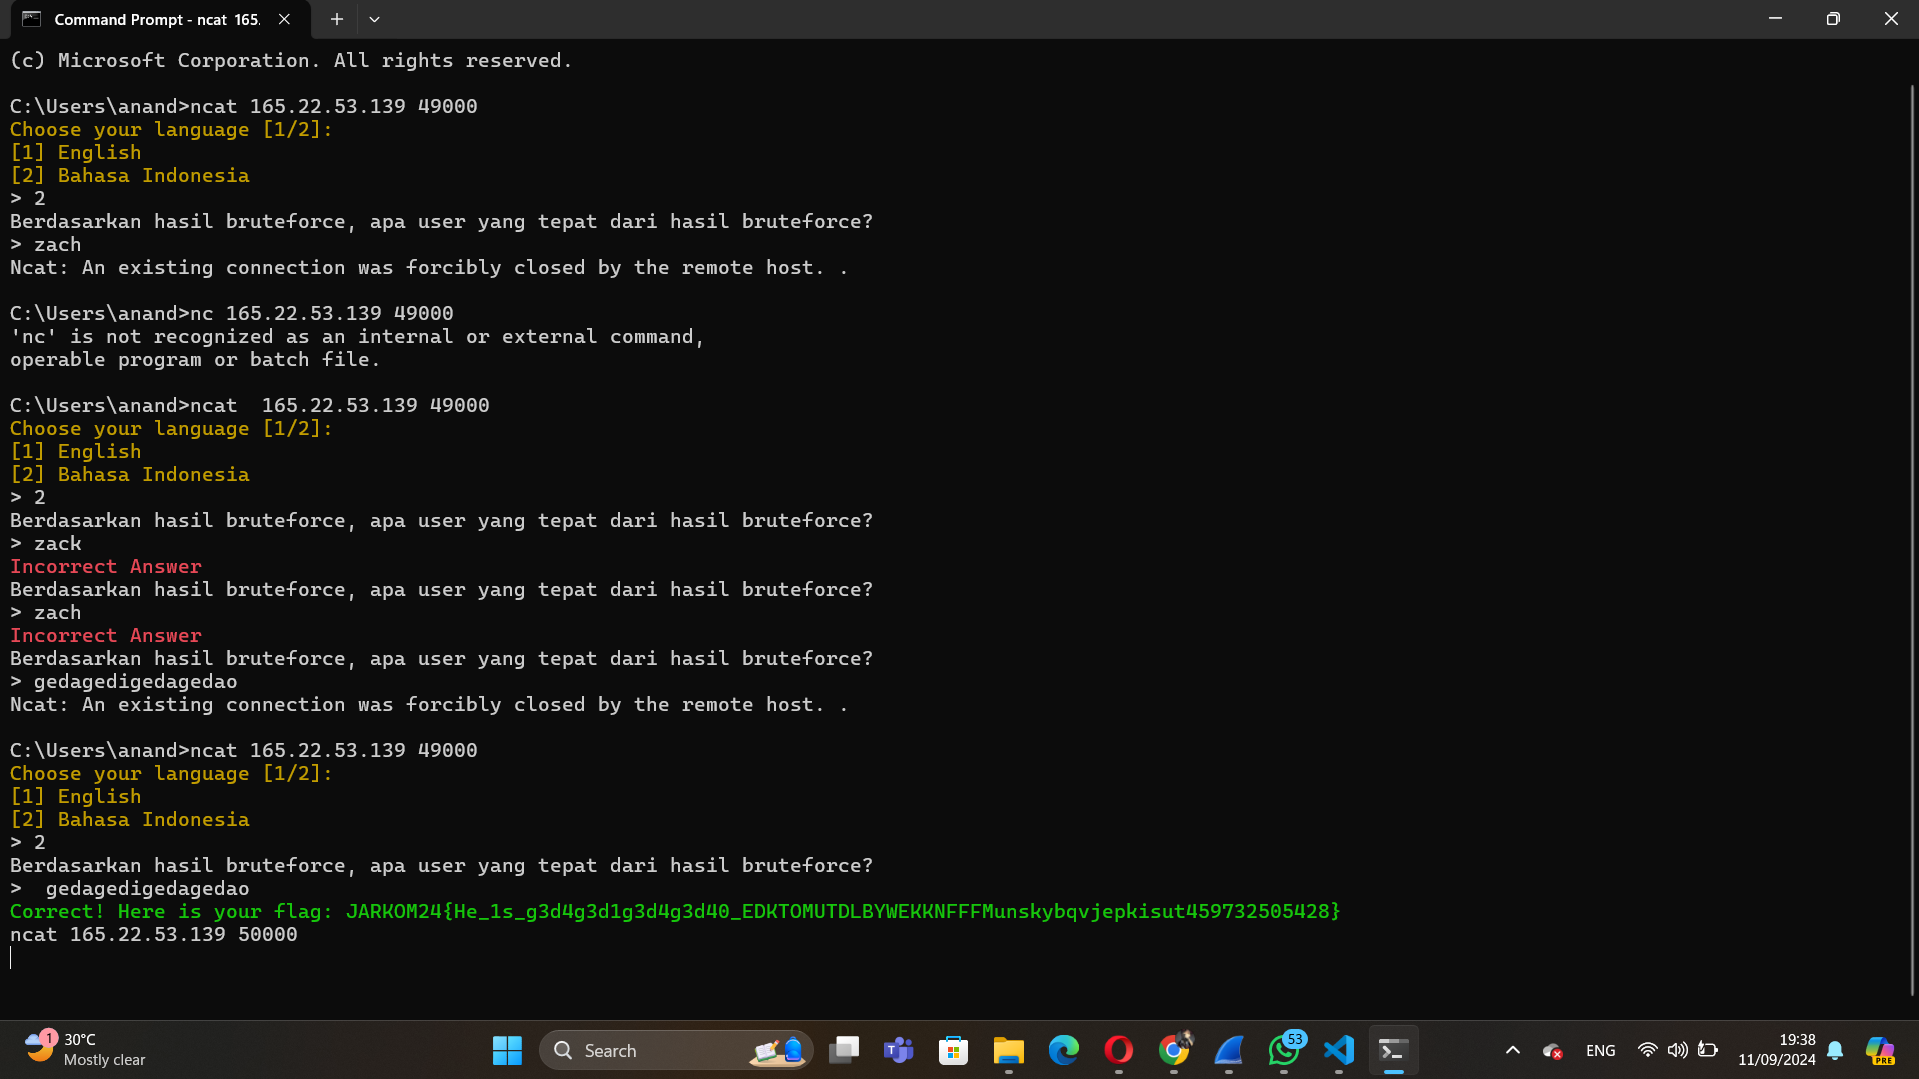 Command Prompt - ncat 165.
(c) Microsoft Corporation. All rights reserved.
C:\Users\anand>ncat 165.22.53.139 49000
Choose your language [1/2]:
[1] English
[2] Bahasa Indonesia
> 2
Berdasarkan hasil bruteforce, apa user yang tepat dari hasil bruteforce?
> zach
Ncat: An existing connection was forcibly closed by the remote host. .
C:\Users\anand>nc 165.22.53.139 49000
'nc' is not recognized as an internal or external command,
operable program or batch file.
C:\Users\anand>ncat  165.22.53.139 49000
Choose your language [1/2]:
[1] English
[2] Bahasa Indonesia
> 2
Berdasarkan hasil bruteforce, apa user yang tepat dari hasil bruteforce?
> zack
Incorrect Answer
Berdasarkan hasil bruteforce, apa user yang tepat dari hasil bruteforce?
> zach
Incorrect Answer
Berdasarkan hasil bruteforce, apa user yang tepat dari hasil bruteforce?
> gedagedigedagedao
Ncat: An existing connection was forcibly closed by the remote host. .
C:\Users\anand>ncat 165.22.53.139 49000
Choose your language [1/2]:
[1] English
[2] Bahasa Indonesia
> 2
Berdasarkan hasil bruteforce, apa user yang tepat dari hasil bruteforce?
>  gedagedigedagedao
Correct! Here is your flag: JARKOM24{He_1s_g3d4g3d1g3d4g3d40_EDKTOMUTDLBYWEKKNFFFMunskybqvjepkisut459732505428}
ncat 165.22.53.139 50000
1
30°C
Mostly clear
Search
53
ENG
19:38
11/09/2024
PRE